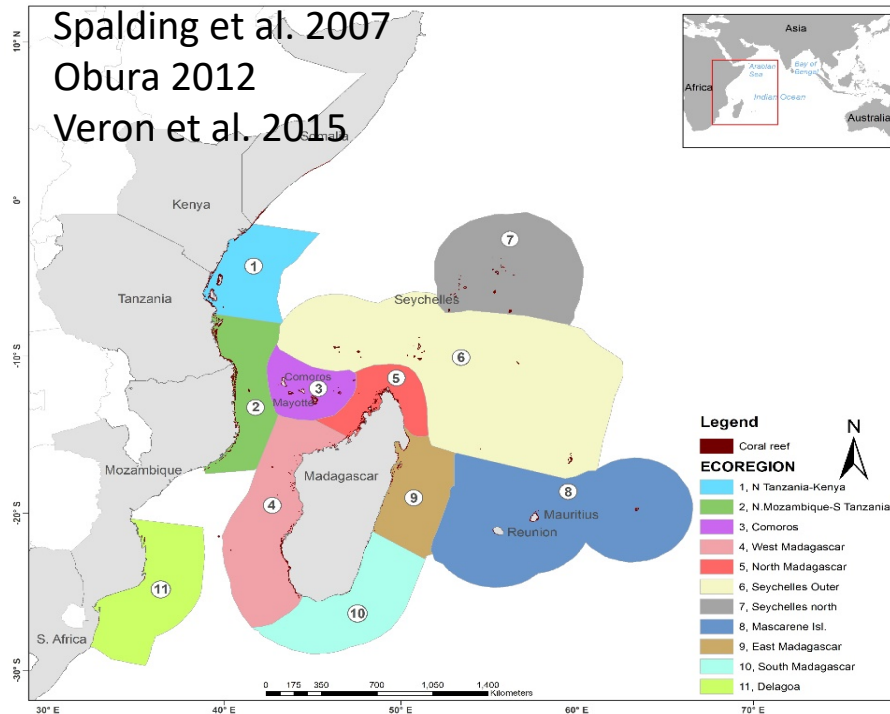 Spalding et al. 2007
Obura 2012
Veron et al. 2015
Asia
Arabian
Sea
Bay of
Bengal
Africa
Indian Ocean
Australia
Somalia
Kenya
Tanzania
Seychelles
Comoros
Mayotte
Mozambique
Madagascar
Mauritius
Reunion
S. Africa
1
2
3
4
5
6
7
8
9
10
11
Legend
N
Coral reef
ECOREGION
1, N Tanzania-Kenya
2, N.Mozambique-S Tanzania
3, Comoros
4, West Madagascar
5, North Madagascar
6, Seychelles Outer
7, Seychelles north
8, Mascarene Isl.
9, East Madagascar
10, South Madagascar
11, Delagoa
0 175 350 700 1,050 1,400
Kilometers
10°N
0°
-10°S
-20°S
-30°S
30°E 40°E 50°E 60°E 70°E